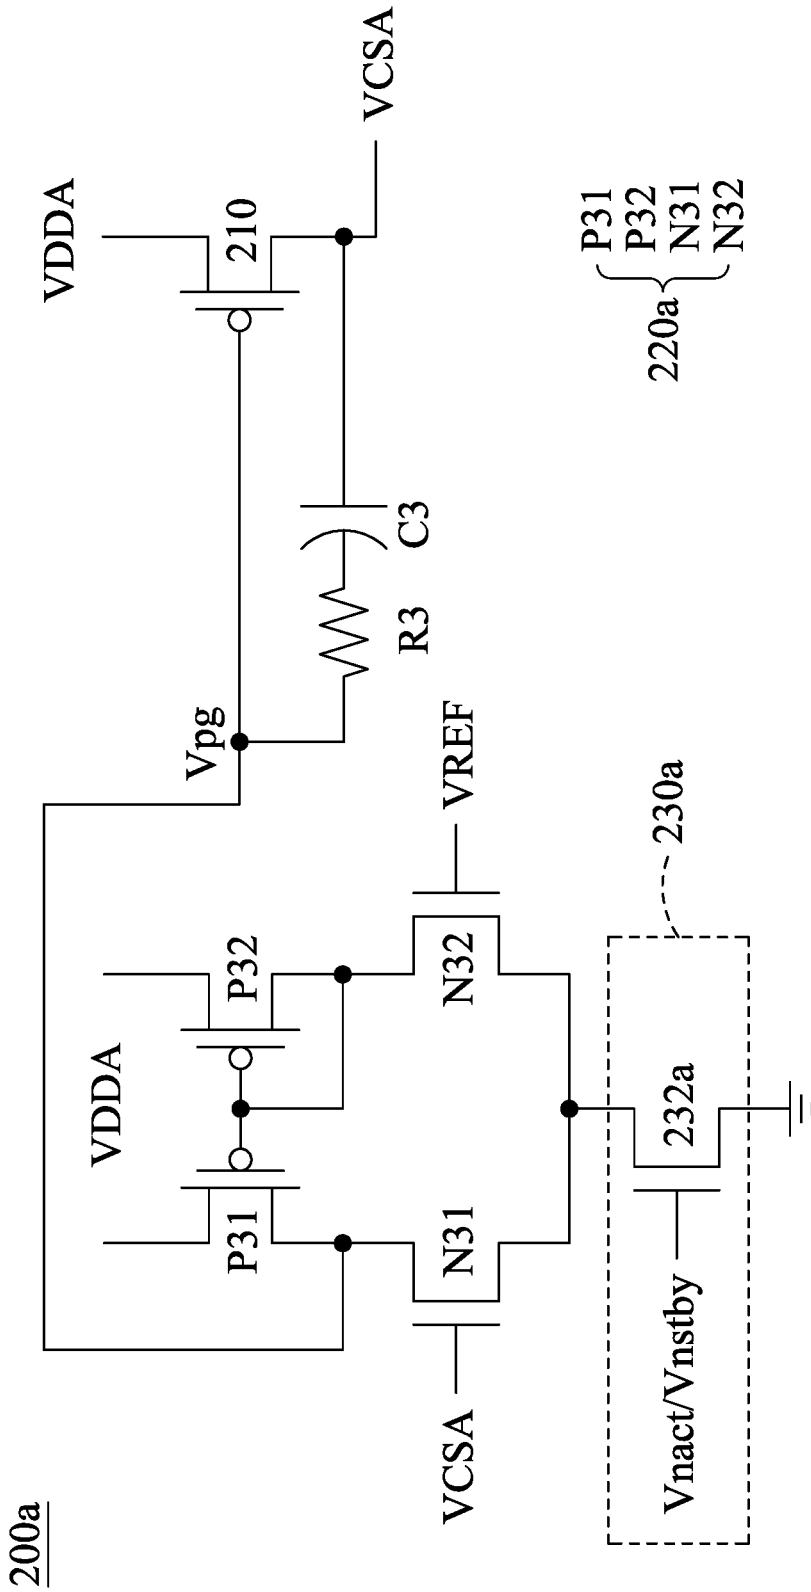 200a
VDDA
VDDA
Vpg
P31
P32
210
VCSA
R3
C3
VCSA
N31
N32
VREF
220a
P31
P32
N31
N32
230a
Vnact/Vnstby
232a